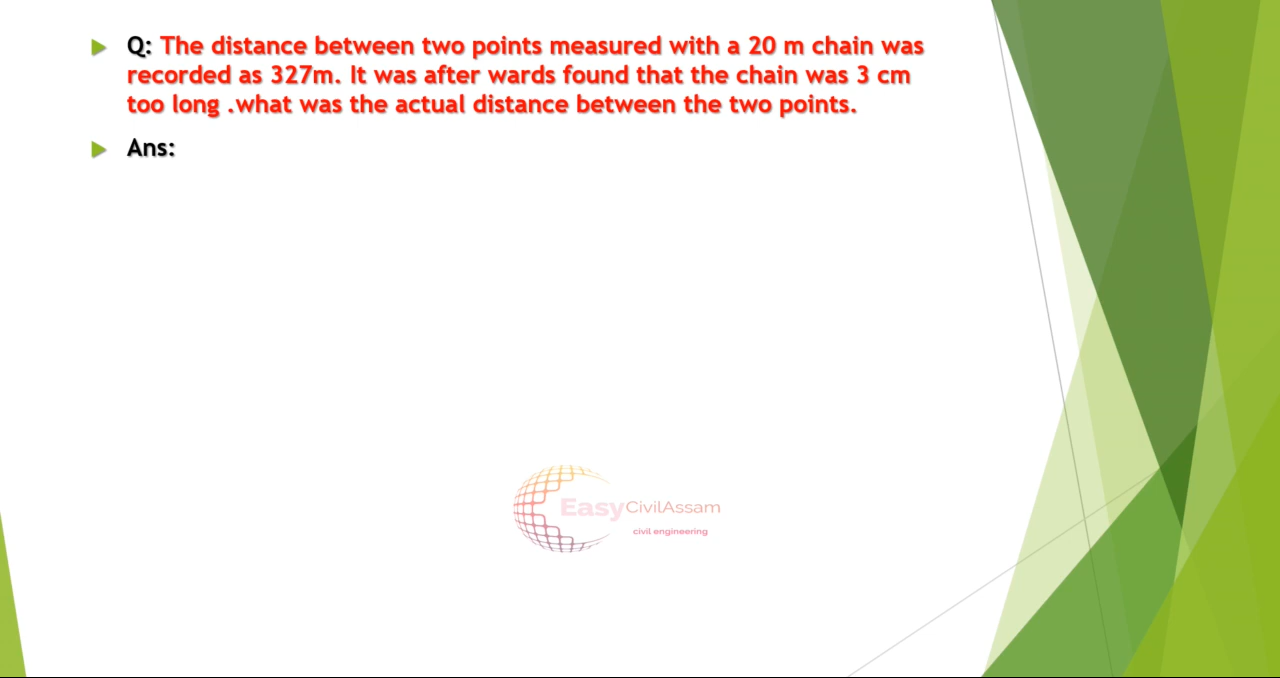 Q: The distance between two points measured with a 20 m chain was
recorded as 327m. It was after wards found that the chain was 3 cm
too long .what was the actual distance between the two points.
Ans:
EasyCivilAssam
civil engineering